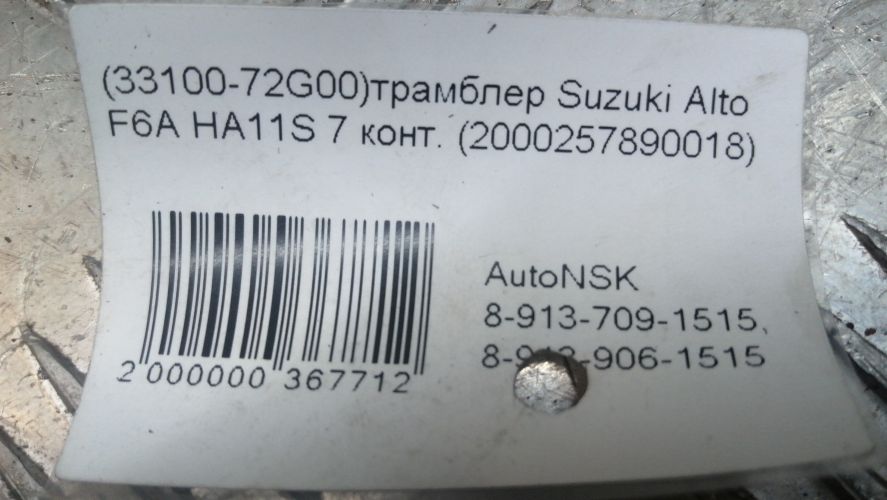 (33100-72G00)трамблер Suzuki Alto
F6A HA11S 7 конт. (2000257890018)
2 000000 367712
AutoNSK
8-913-709-1515,